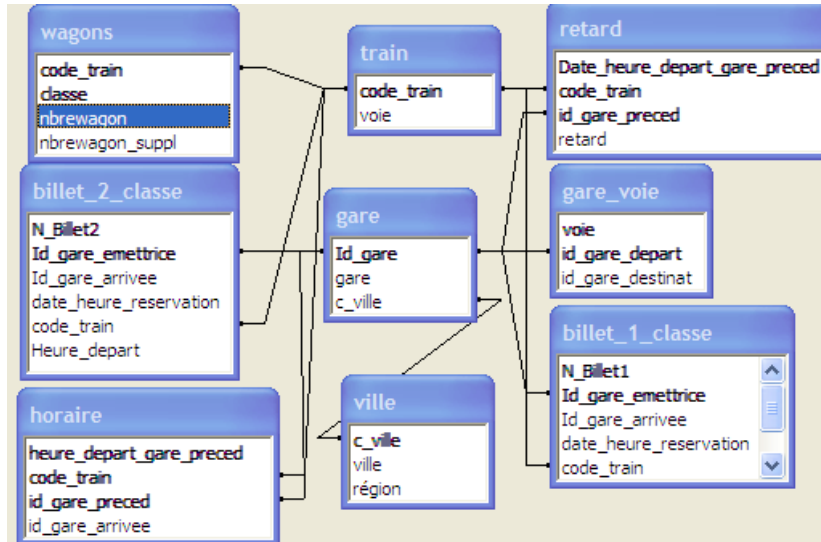 wagons
code_train
classe
nbrewagon
nbrewagon_suppl
train
code_train
voie
retard
Date_heure_depart_gare_preced
code_train
id_gare_preced
retard
billet_2_classe
N_Billet2
Id_gare_emettrice
Id_gare_arrivee
date_heure_reservation
code_train
Heure_depart
gare
Id_gare
gare
c_ville
gare_voie
voie
id_gare_depart
id_gare_destinat
billet_1_classe
N_Billet1
Id_gare_emettrice
Id_gare_arrivee
date_heure_reservation
code_train
horaire
heure_depart_gare_preced
code_train
id_gare_preced
id_gare_arrivee
ville
c_ville
ville
région